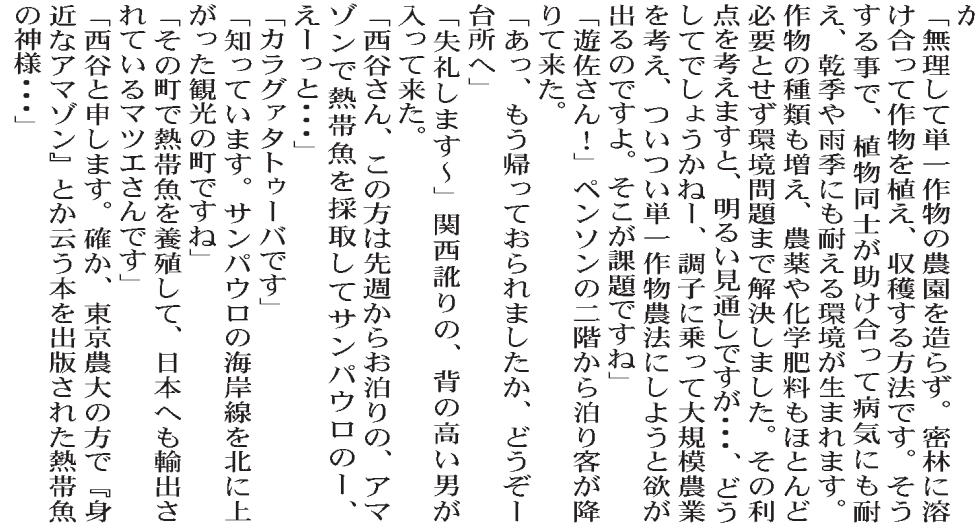 か
「無理して単一作物の農園を造らず。密林に溶
け合って作物を植え、収穫する方法です。そう
する事で、植物同士が助け合って病気にも耐
え、乾季や雨季にも耐える環境が生まれます。
作物の種類も増え、農薬や化学肥料もほとんど
必要とせず環境問題まで解決しました。その利
点を考えますと、明るい見通しですが・・・、どう
してでしょうかねー、調子に乗って大規模農業
を考え、ついつい単一作物農法にしようと欲が
出るのですよ。そこが課題ですね」
「遊佐さん！」ペンソンの二階から泊り客が降
りて来た。
「あっ、もう帰っておられましたか、どうぞー
台所へ」
「失礼します～」関西訛りの、背の高い男が
入って来た。
「西谷さん、この方は先週からお泊りの、アマ
ゾンで熱帯魚を採取してサンパウロのー、
えーっと・・・」
「カラグァタトゥーバです」
「知っています。サンパウロの海岸線を北に上
がった観光の町ですね」
「その町で熱帯魚を養殖して、日本へも輸出さ
れているマツエさんです」
「西谷と申します。確か、東京農大の方で『身
近なアマゾン』とか云う本を出版された熱帯魚
の神様・・・」